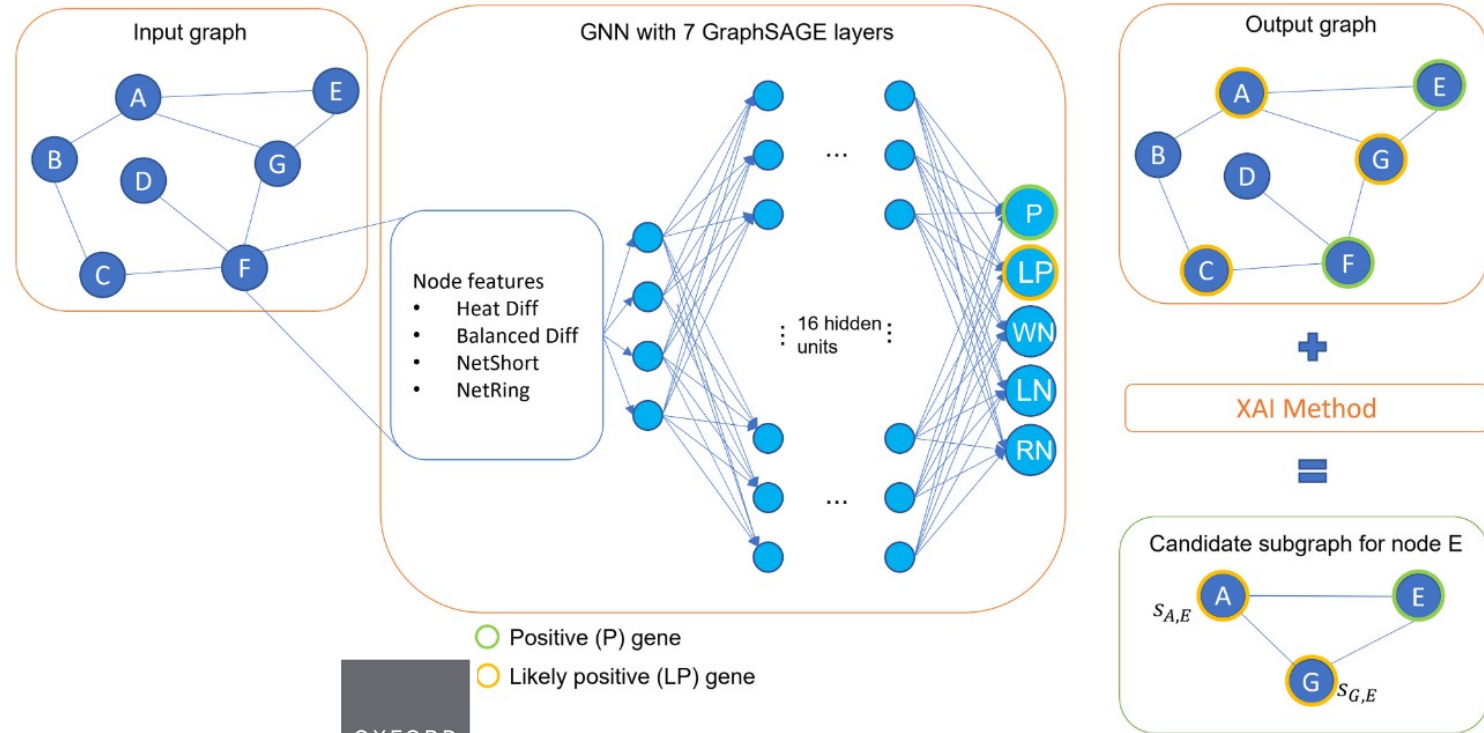 Input graph
A
E
B
G
D
C
F
GNN with 7 GraphSAGE layers
Node features
• Heat Diff
• Balanced Diff
• NetShort
• NetRing
...
...
⋮ 16 hidden ⋮
units
...
...
P
LP
WN
LN
RN
Output graph
A
E
B
G
D
C
F
XAI Method
Candidate subgraph for node E
A
E
S_{A,E}
G
S_{G,E}
Positive (P) gene
Likely positive (LP) gene